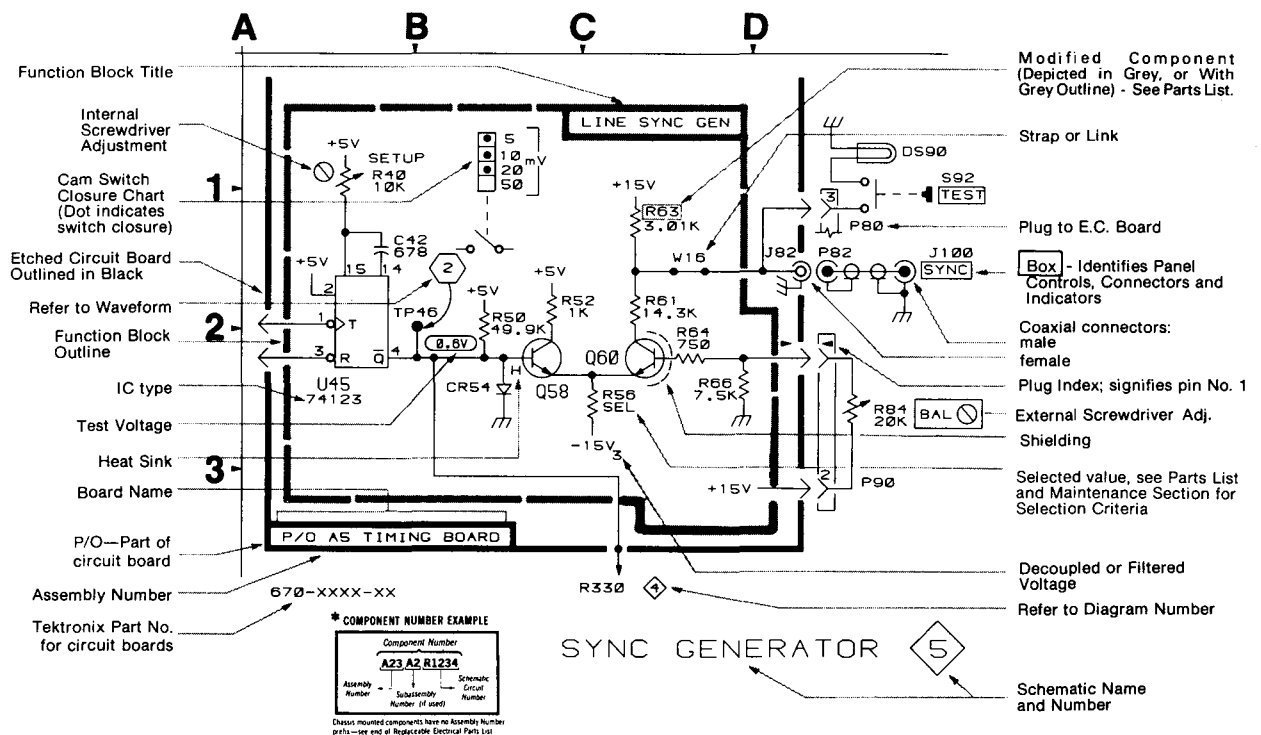 A
B
C
D
1
2
3
Function Block Title
Internal
Screwdriver
Adjustment
Cam Switch
Closure Chart
(Dot indicates
switch closure)
Etched Circuit Board
Outlined in Black
Refer to Waveform
Function Block
Outline
IC type
Test Voltage
Heat Sink
Board Name
P/O—Part of
circuit board
Assembly Number
Tektronix Part No.
for circuit boards
LINE SYNC GEN
+5V
SETUP
R40
10K
5
10
20
50
mV
C42
678
15
14
+5V
2
1
T
3
R
Q
4
U45
74123
2
TP46
0.6V
+5V
R50
49.9K
CR54
H
+5V
R52
1K
Q58
Q60
R56
SEL
-15V
3
+15V
R63
3.01K
W16
R61
14.3K
R64
750
R66
7.5K
+15V
P/O A5 TIMING BOARD
670-XXXX-XX
R330
4
DS90
S92
TEST
3
P80
J82
P82
J100
SYNC
R84
20K
BAL
2
P90
Modified Component
(Depicted in Grey, or With
Grey Outline) - See Parts List.
Strap or Link
Plug to E.C. Board
Box - Identifies Panel
Controls, Connectors and
Indicators
Coaxial connectors:
male
female
Plug Index; signifies pin No. 1
External Screwdriver Adj.
Shielding
Selected value, see Parts List
and Maintenance Section for
Selection Criteria
Decoupled or Filtered
Voltage
Refer to Diagram Number
Schematic Name
and Number
SYNC GENERATOR
5
* COMPONENT NUMBER EXAMPLE
Component Number
A23 A2 R1234
Assembly
Number
Subassembly
Number (if used)
Schematic
Circuit
Number
Chassis mounted components have no Assembly Number
prefix—see end of Replaceable Electrical Parts List